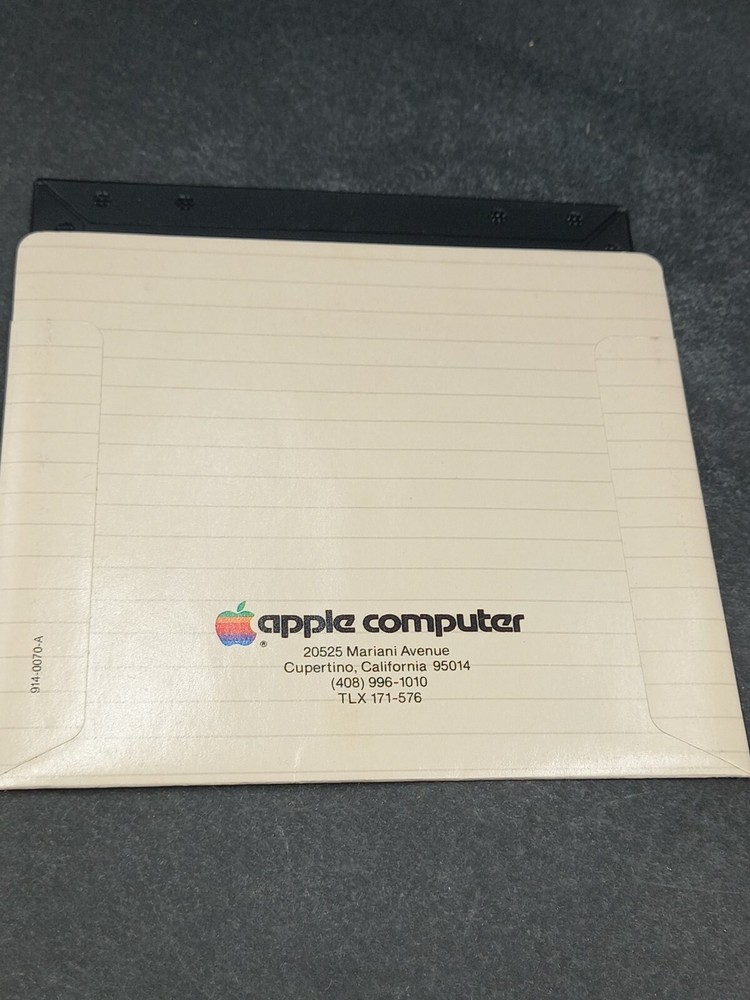 apple computer
®
20525 Mariani Avenue
Cupertino, California 95014
(408) 996-1010
TLX 171-576
914-0070-A